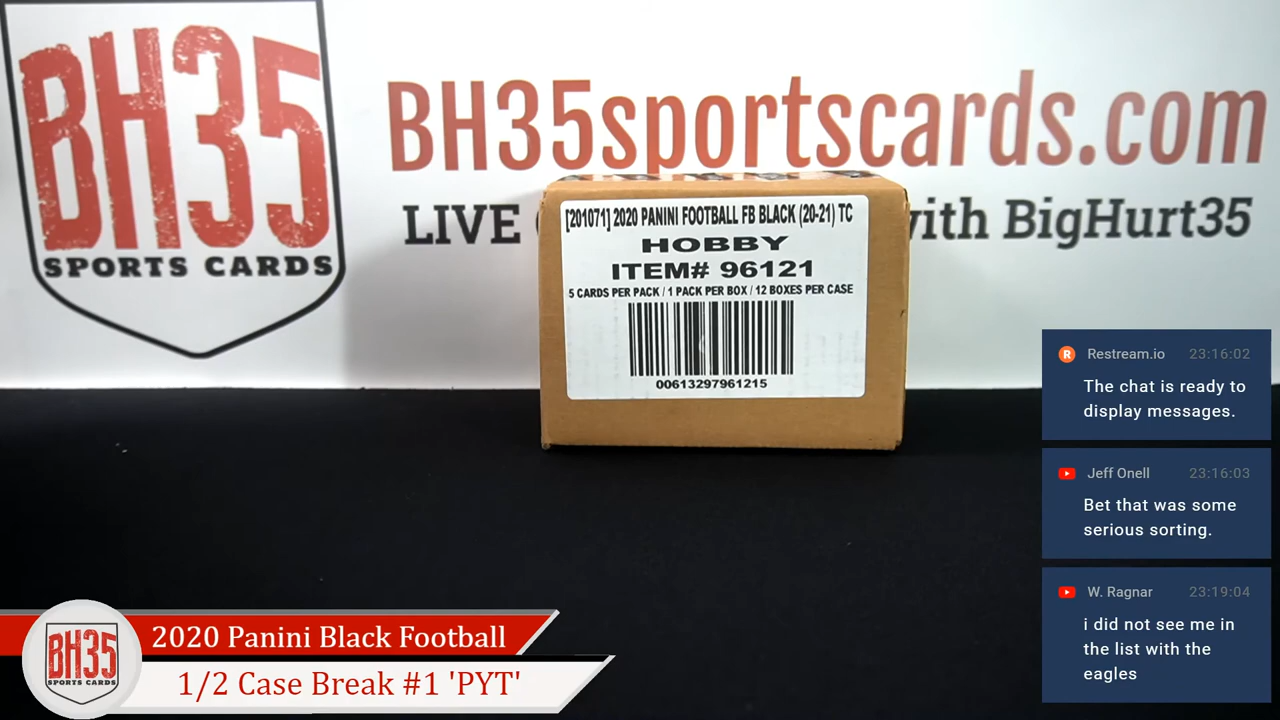 BH35
SPORTS CARDS
BH35sportscards.com
LIVE
with BigHurt35
[201071] 2020 PANINI FOOTBALL FB BLACK (20-21) TC
HOBBY
ITEM# 96121
5 CARDS PER PACK / 1 PACK PER BOX / 12 BOXES PER CASE
00613297961215
Restream.io 23:16:02
The chat is ready to
display messages.
Jeff Onell 23:16:03
Bet that was some
serious sorting.
W. Ragnar 23:19:04
i did not see me in
the list with the
eagles
BH35
SPORTS CARDS
2020 Panini Black Football
1/2 Case Break #1 'PYT'